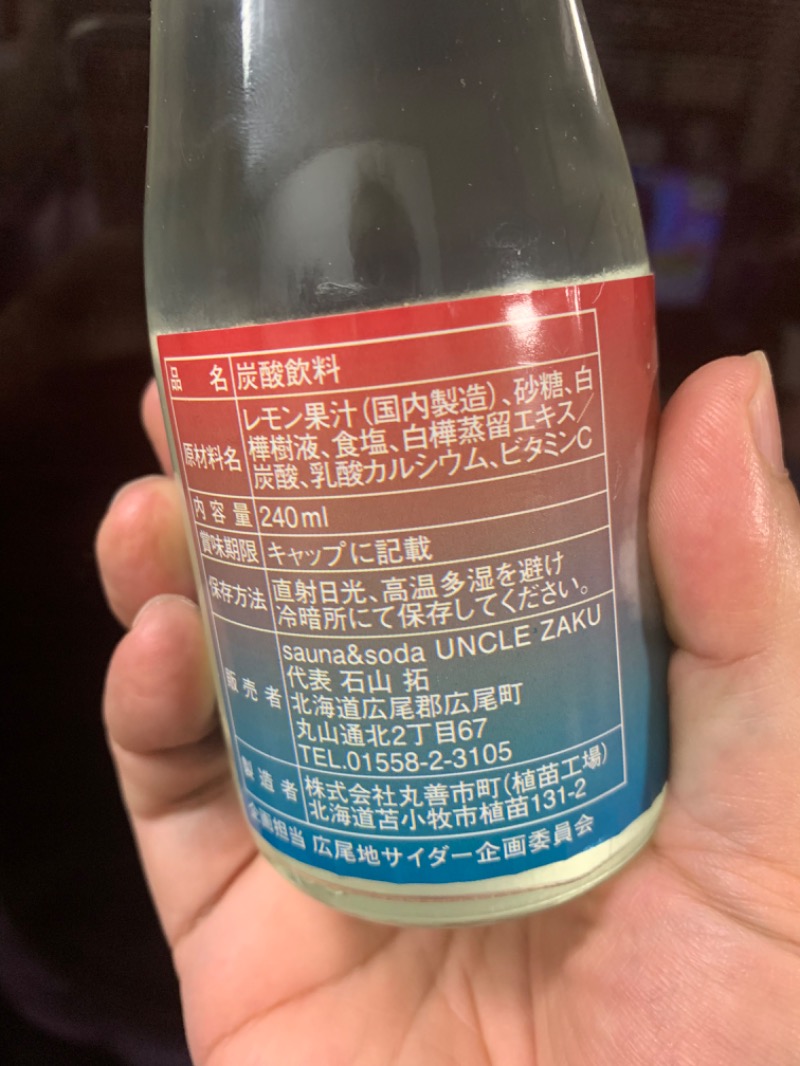 品名 炭酸飲料
原材料名 レモン果汁(国内製造)、砂糖、白
樺樹液、食塩、白樺蒸留エキス/
炭酸、乳酸カルシウム、ビタミンC
内容量 240ml
賞味期限 キャップに記載
保存方法 直射日光、高温多湿を避け
冷暗所にて保存してください。
販売者 sauna&soda UNCLE ZAKU
代表 石山 拓
北海道広尾郡広尾町
丸山通北2丁目67
TEL.01558-2-3105
製造者 株式会社丸善市町(植苗工場)
北海道苫小牧市植苗131-2
企画担当 広尾地サイダー企画委員会